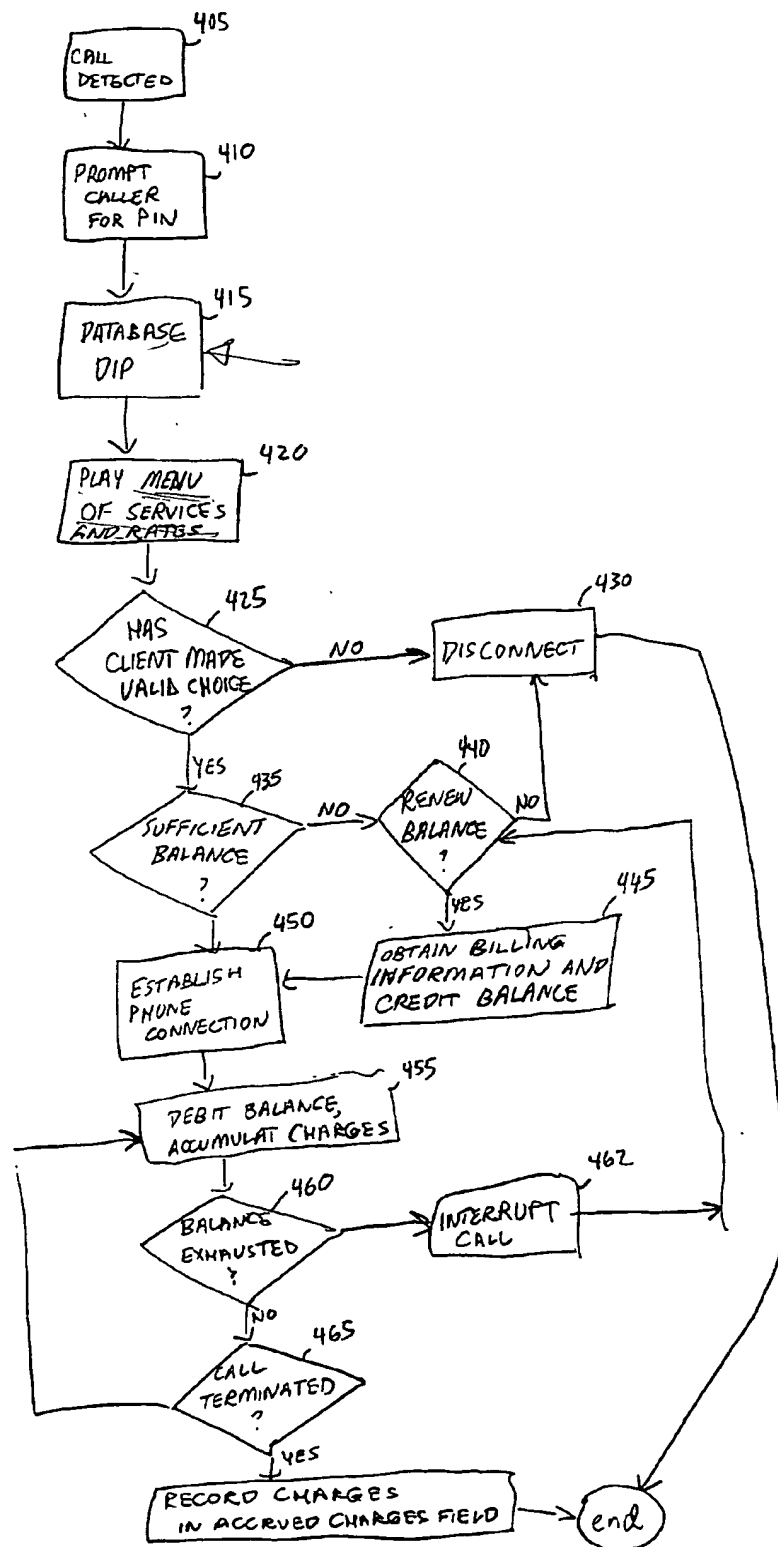 405
CALL
DETECTED
410
PROMPT
CALLER
FOR PIN
415
DATABASE
DIP
420
PLAY MENU
OF SERVICES
AND RATES
425
HAS
CLIENT MADE
VALID CHOICE
?
NO
430
DISCONNECT
YES
435
SUFFICIENT
BALANCE
?
NO
440
RENEW
BALANCE
?
NO
YES
445
OBTAIN BILLING
INFORMATION AND
CREDIT BALANCE
450
ESTABLISH
PHONE
CONNECTION
455
DEBIT BALANCE,
ACCUMULAT CHARGES
460
BALANCE
EXHAUSTED
?
462
INTERRUPT
CALL
NO
465
CALL
TERMINATED
?
YES
RECORD CHARGES
IN ACCRUED CHARGES FIELD
end